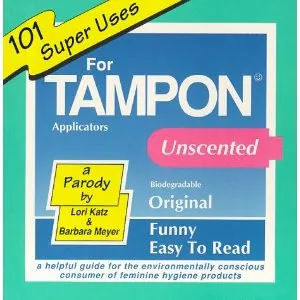 101
Super Uses
For
TAMPON
Applicators
Unscented
a
Parody
by
Lori Katz
&
Barbara Meyer
Biodegradable
Original
Funny
Easy To Read
a helpful guide for the environmentally conscious
consumer of feminine hygiene products